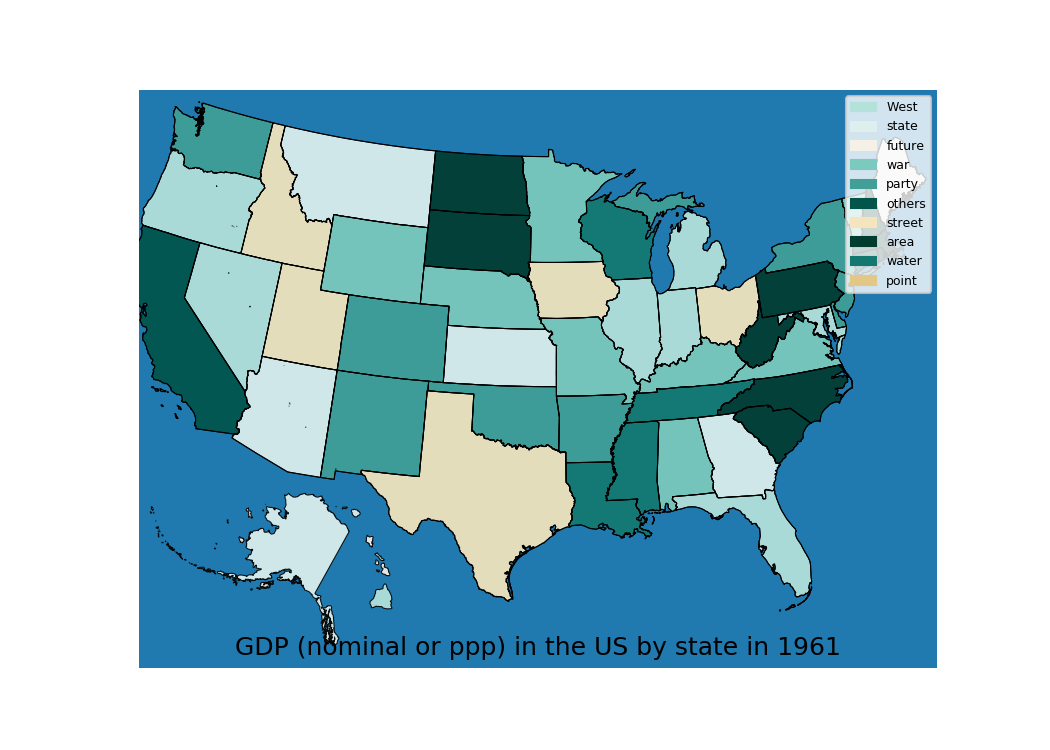 West
state
future
war
party
others
street
area
water
point
GDP (nominal or ppp) in the US by state in 1961